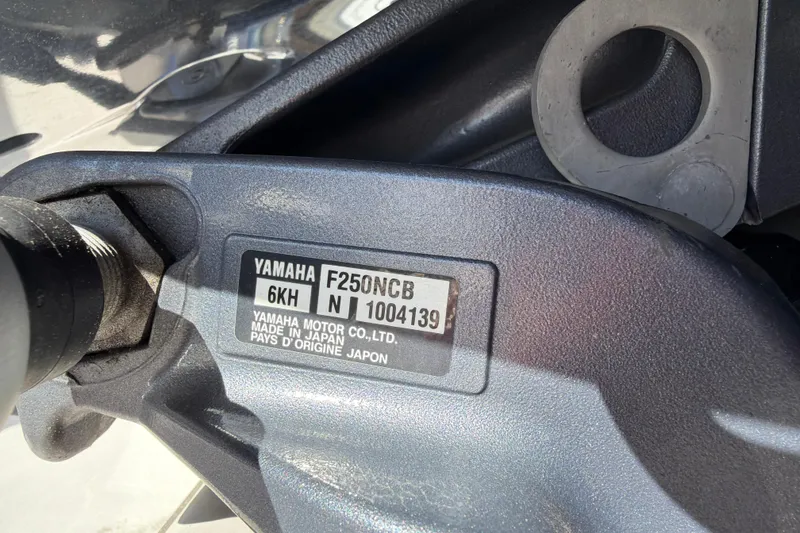 YAMAHA F250NCB
6KH N 1004139
YAMAHA MOTOR CO.,LTD.
MADE IN JAPAN
PAYS D'ORIGINE JAPON